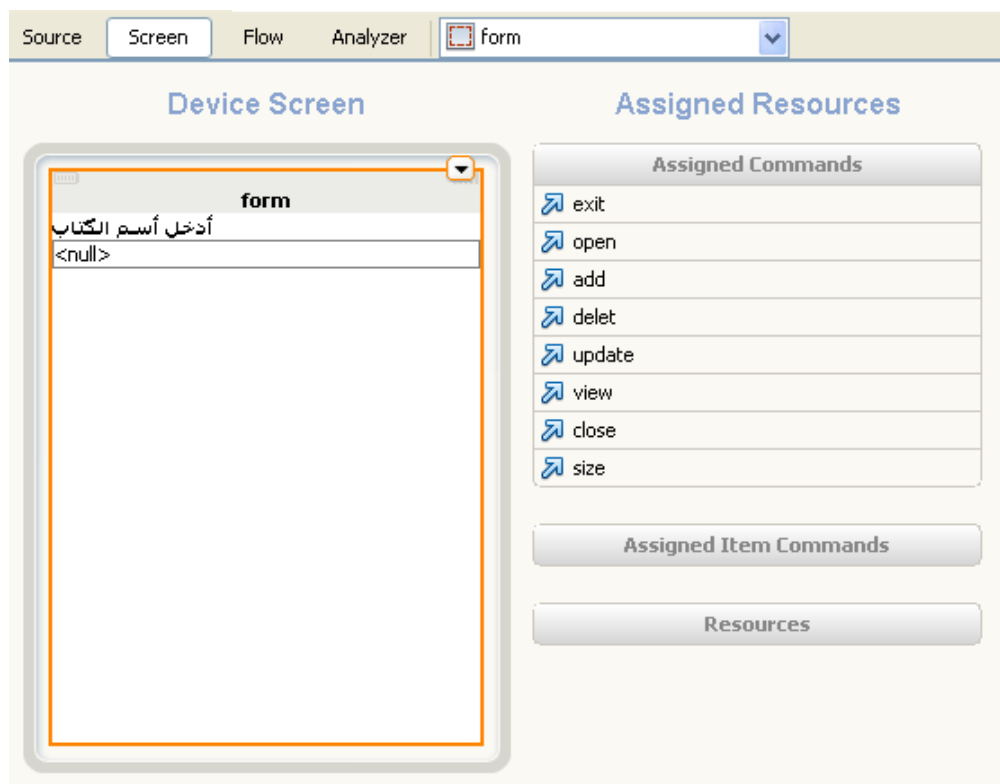 Source Screen Flow Analyzer form
Device Screen
form
أدخل أسم الكتاب
<null>
Assigned Resources
Assigned Commands
exit
open
add
delet
update
view
close
size
Assigned Item Commands
Resources